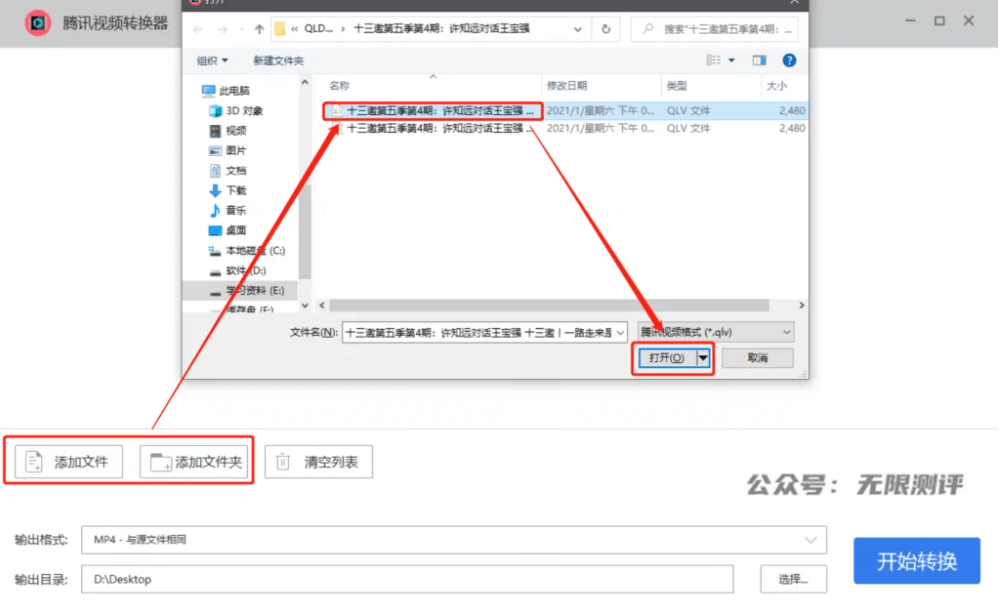 打开
腾讯视频转换器
« QLD... › 十三邀第五季第4期：许知远对话王宝强
搜索"十三邀第五季第4期：...
组织 新建文件夹
名称 修改日期 类型 大小
此电脑
3D 对象
视频
图片
文档
下载
音乐
桌面
本地磁盘 (C:)
软件 (D:)
学习资料 (E:)
十三邀第五季第4期：许知远对话王宝强 ... 2021/1/星期六 下午 0... QLV 文件 2,480
十三邀第五季第4期：许知远对话王宝强 ... 2021/1/星期六 下午 0... QLV 文件 2,480
文件名(N): 十三邀第五季第4期：许知远对话王宝强 十三邀丨一路走来是 腾讯视频格式 (*.qlv)
打开(O) 取消
添加文件 添加文件夹 清空列表
公众号：无限测评
输出格式: MP4 - 与源文件相同
输出目录: D:\Desktop 选择...
开始转换